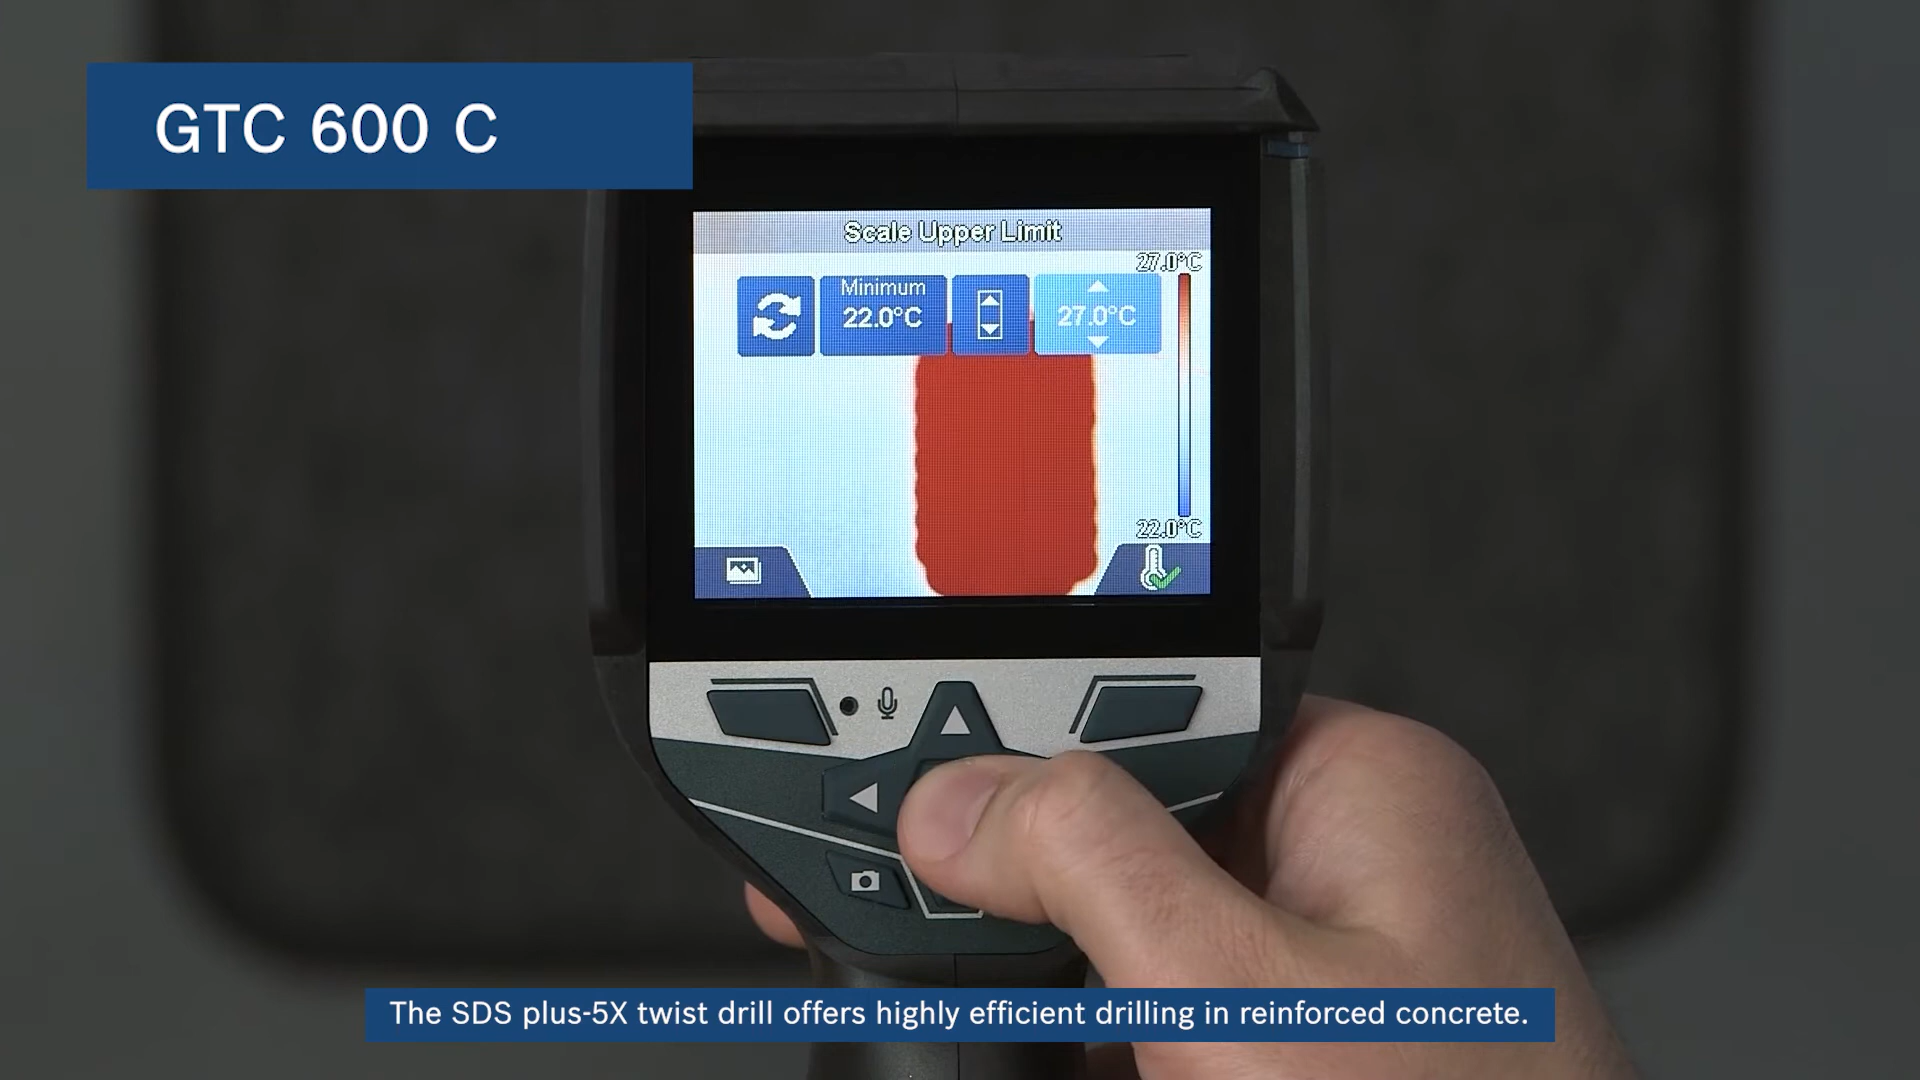 GTC 600 C
Scale Upper Limit
27.0°C
Minimum
22.0°C
27.0°C
22.0°C
The SDS plus-5X twist drill offers highly efficient drilling in reinforced concrete.